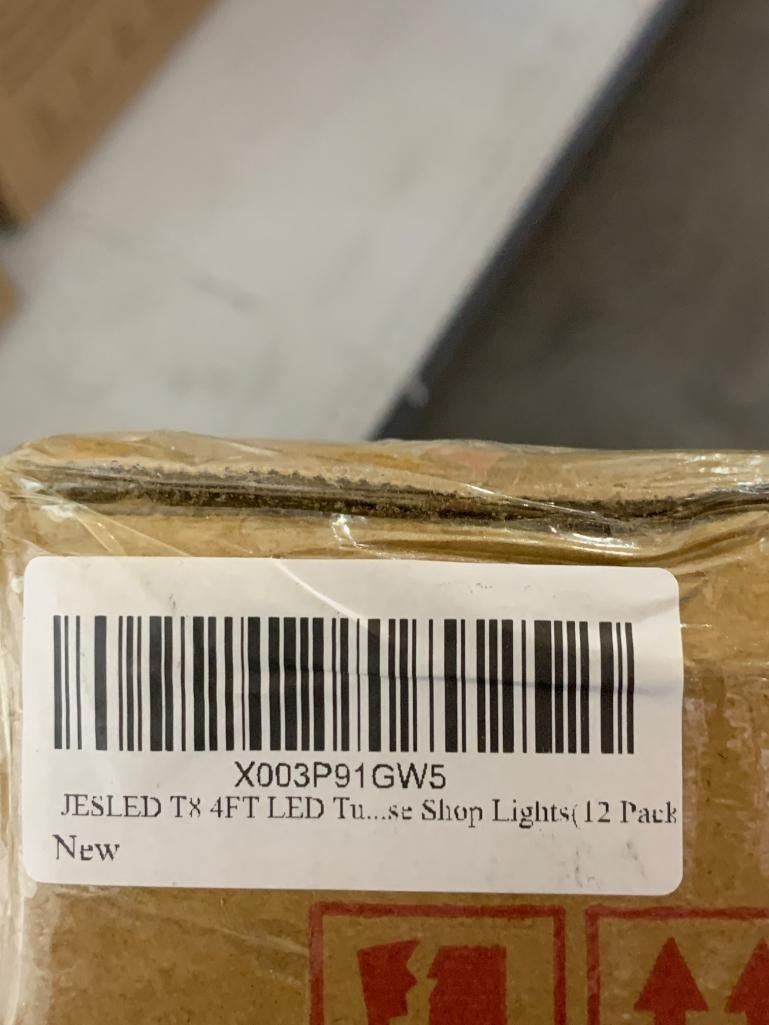 X003P91GW5
JESLED T8 4FT LED Tu...se Shop Lights(12 Pack
New